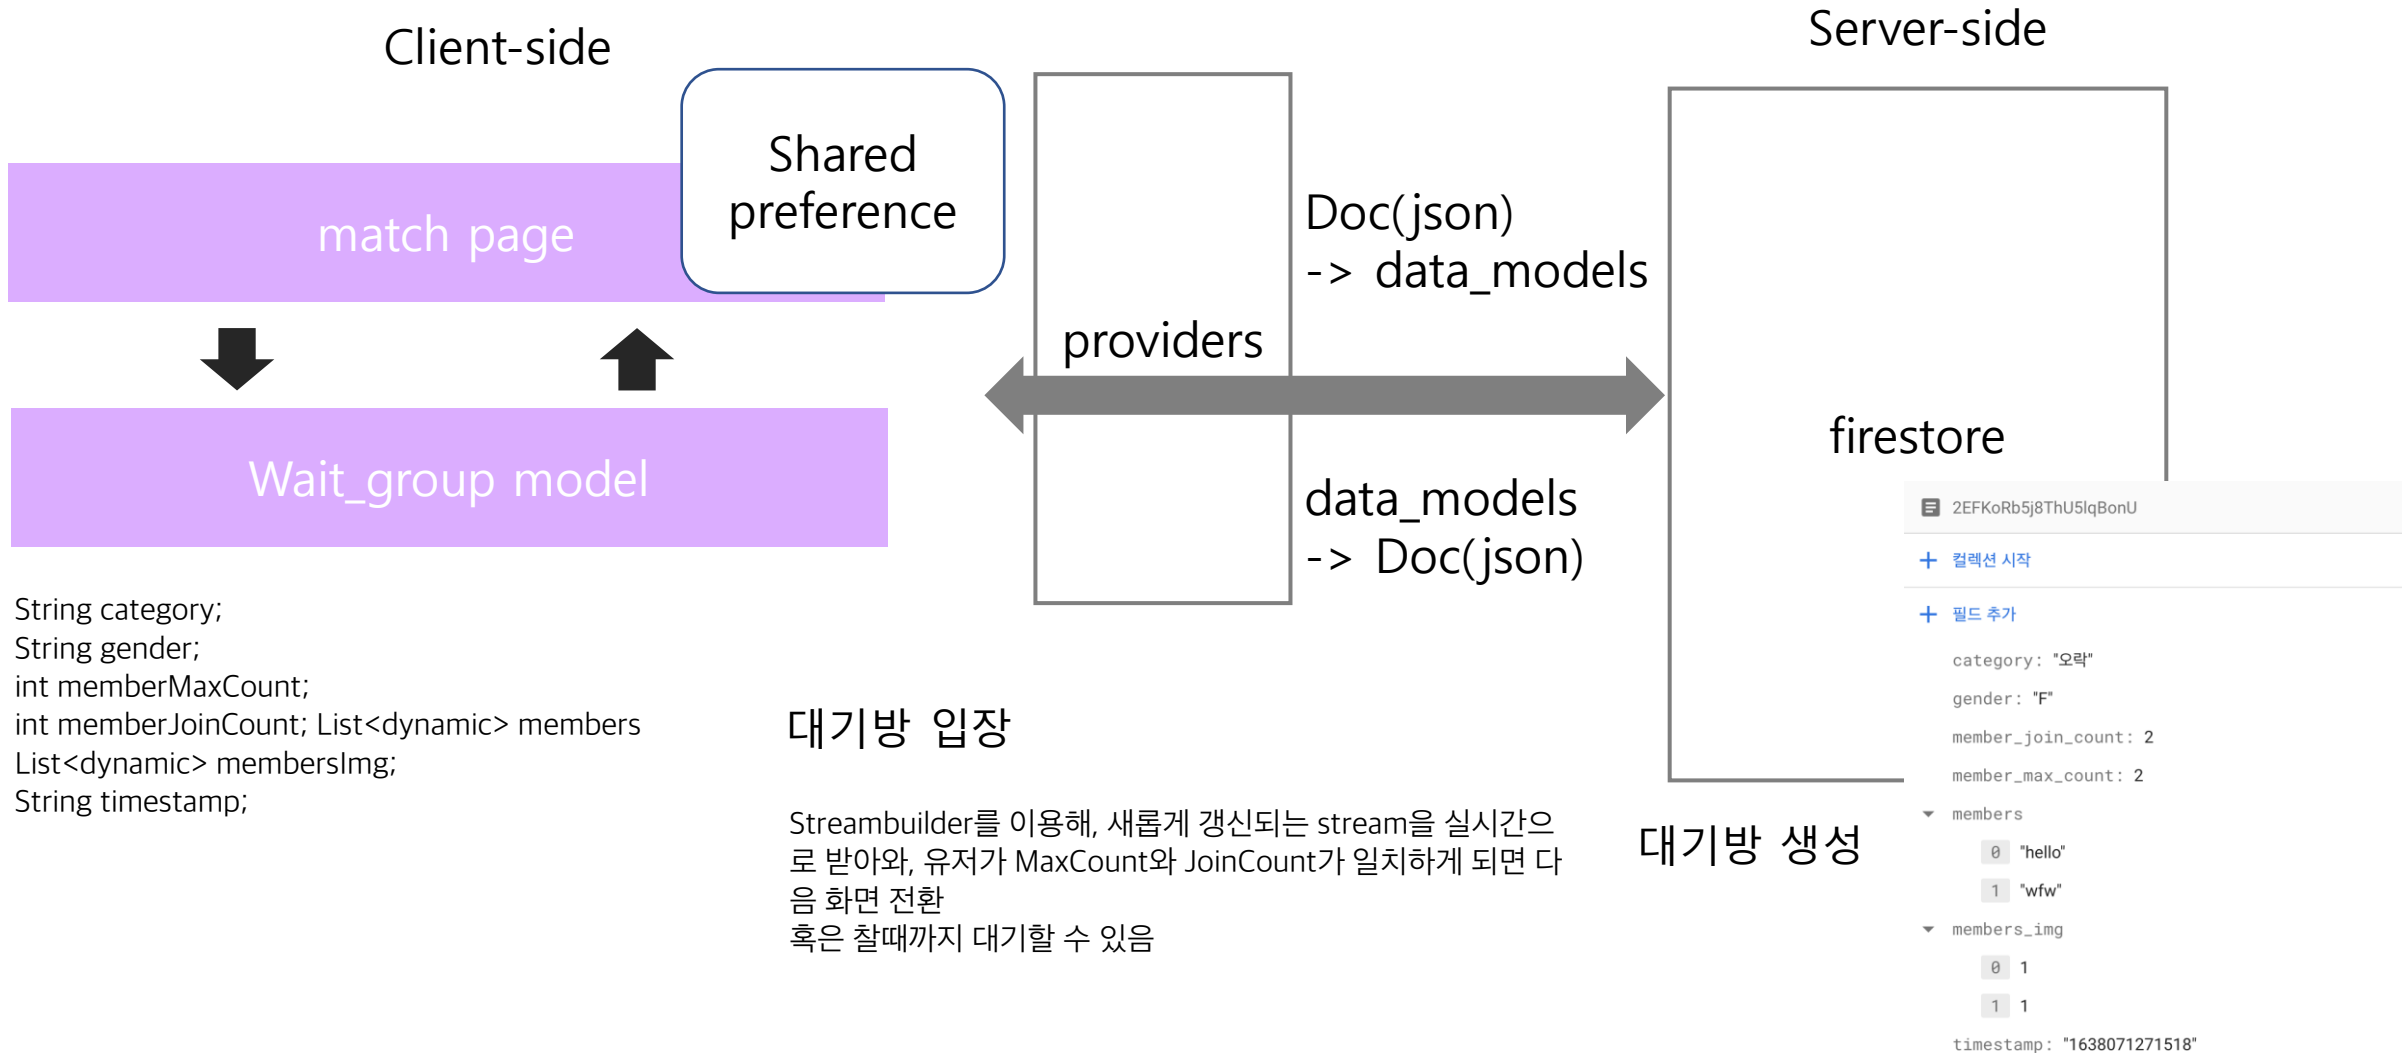 Client-side
Server-side
Shared
preference
match page
Wait_group model
String category;
String gender;
int memberMaxCount;
int memberJoinCount; List<dynamic> members
List<dynamic> membersImg;
String timestamp;
providers
Doc(json)
-> data_models
data_models
-> Doc(json)
대기방 입장
Streambuilder를 이용해, 새롭게 갱신되는 stream을 실시간으
로 받아와, 유저가 MaxCount와 JoinCount가 일치하게 되면 다
음 화면 전환
혹은 찰때까지 대기할 수 있음
firestore
대기방 생성
2EFKoRb5j8ThU5lqBonU
+ 컬렉션 시작
+ 필드 추가
category: "오락"
gender: "F"
member_join_count: 2
member_max_count: 2
members
0 "hello"
1 "wfw"
members_img
0 1
1 1
timestamp: "1638071271518"